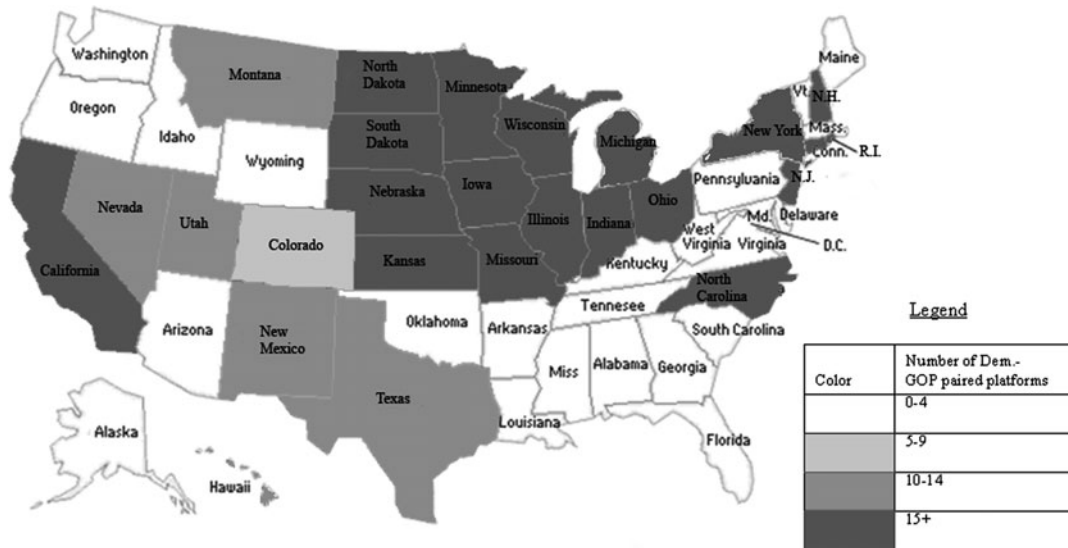 Washington
Montana
North
Dakota
Minnesota
Maine
Oregon
Idaho
Wyoming
South
Dakota
Wisconsin
Michigan
Vt.
N.H.
New York
Mass.
R.I.
Conn.
Nevada
Utah
Colorado
Nebraska
Iowa
Illinois
Indiana
Ohio
Pennsylvania
N.J.
Md.
Delaware
D.C.
West
Virginia
Virginia
California
Kansas
Missouri
Kentucky
North
Carolina
Arizona
New
Mexico
Oklahoma
Arkansas
Tennesee
South Carolina
Texas
Louisiana
Miss
Alabama
Georgia
Florida
Alaska
Hawaii
Legend
Color
Number of Dem.-
GOP paired platforms
0-4
5-9
10-14
15+